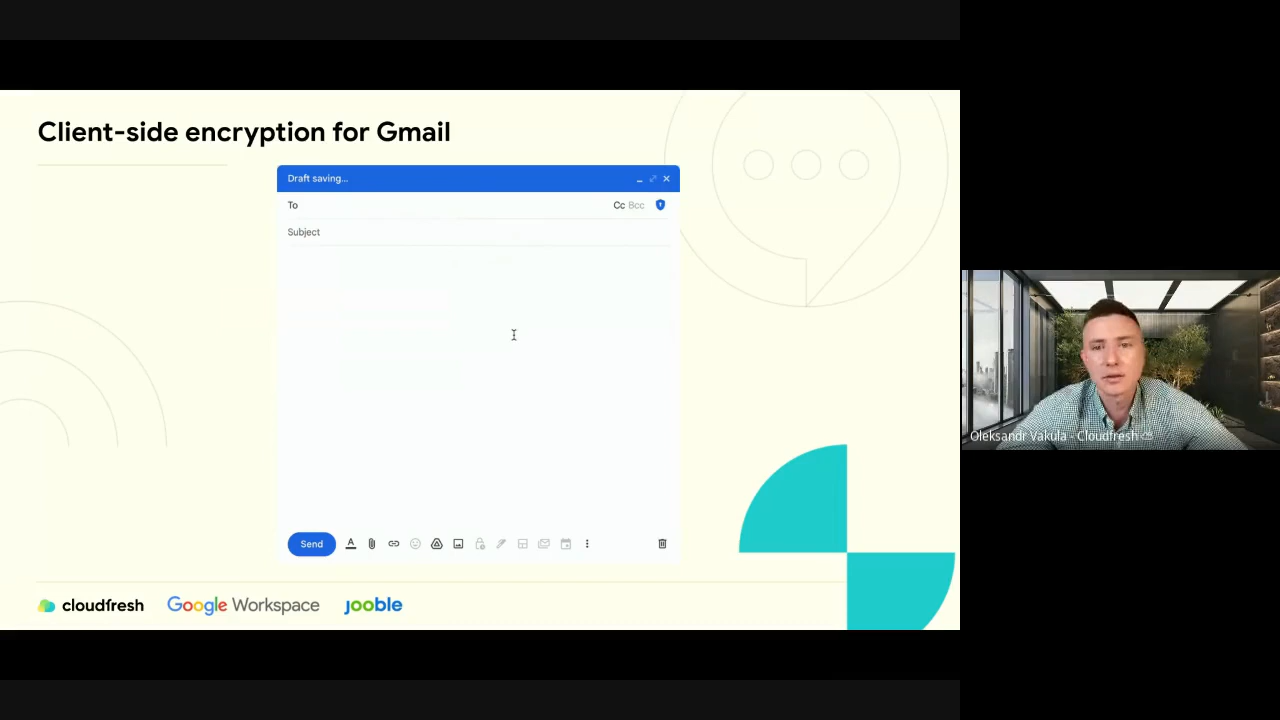 Client-side encryption for Gmail
Draft saving...
To
Cc Bcc
Subject
Send
cloudfresh
Google Workspace
jooble
Oleksandr Vakula - Cloudfresh